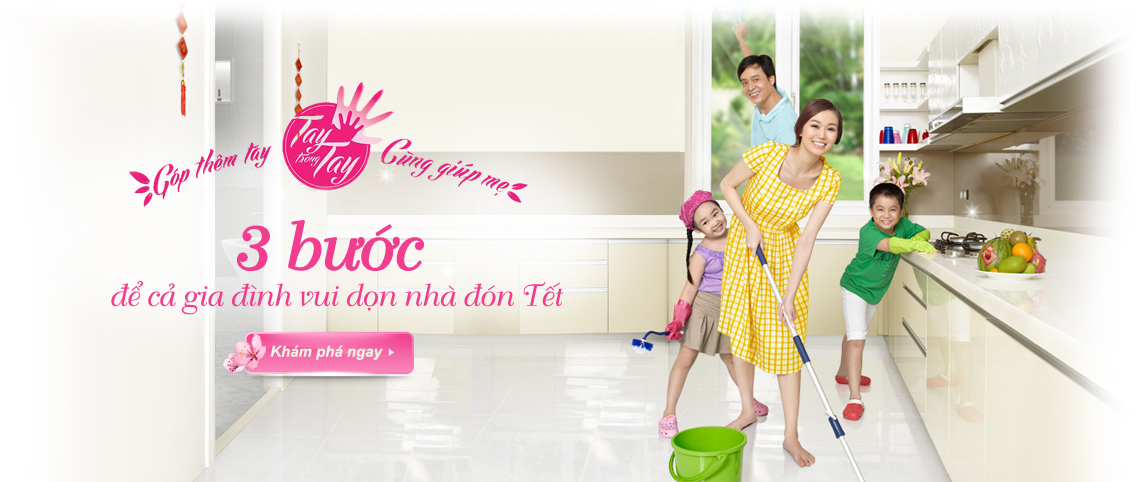 Góp thêm tay
Tay
trong
Tay
Cùng giúp mẹ
3 bước
để cả gia đình vui dọn nhà đón Tết
Khám phá ngay